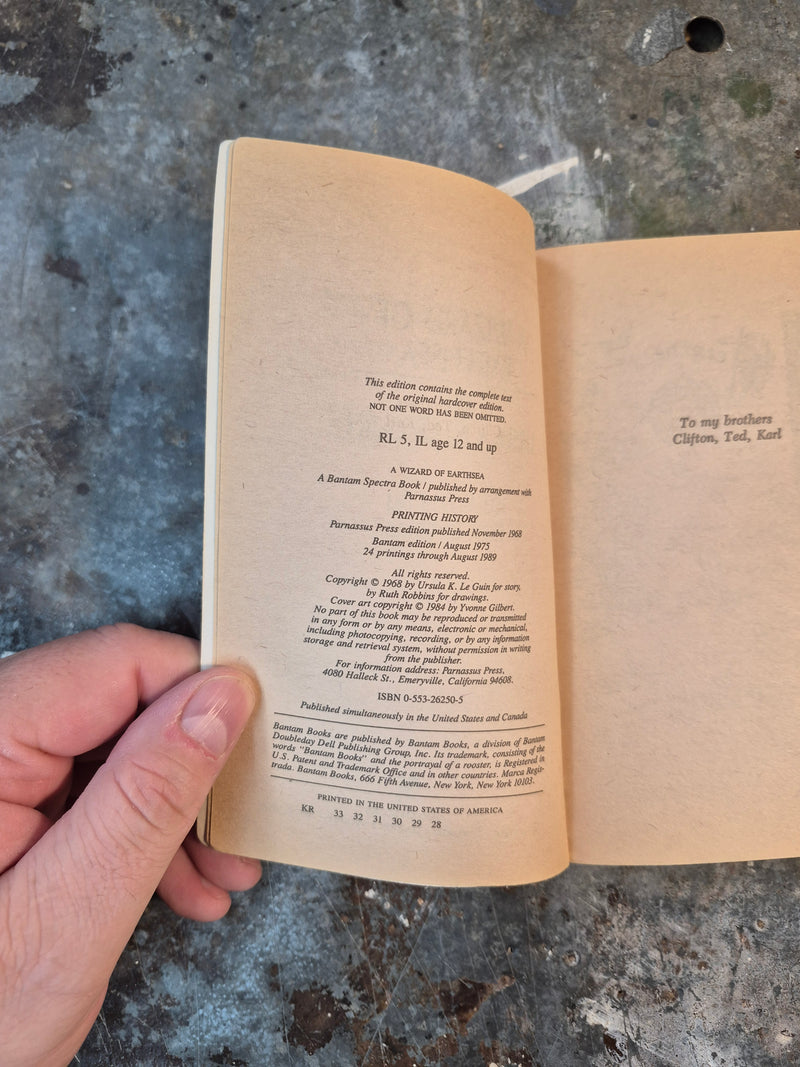 This edition contains the complete text
of the original hardcover edition.
NOT ONE WORD HAS BEEN OMITTED.
RL 5, IL age 12 and up
A WIZARD OF EARTHSEA
A Bantam Spectra Book / published by arrangement with
Parnassus Press
PRINTING HISTORY
Parnassus Press edition published November 1968
Bantam edition / August 1975
24 printings through August 1989
All rights reserved.
Copyright © 1968 by Ursula K. Le Guin for story,
by Ruth Robbins for drawings.
Cover art copyright © 1984 by Yvonne Gilbert.
No part of this book may be reproduced or transmitted
in any form or by any means, electronic or mechanical,
including photocopying, recording, or by any information
storage and retrieval system, without permission in writing
from the publisher.
For information address: Parnassus Press,
4080 Halleck St., Emeryville, California 94608.
ISBN 0-553-26250-5
Published simultaneously in the United States and Canada
Bantam Books are published by Bantam Books, a division of Bantam
Doubleday Dell Publishing Group, Inc. Its trademark, consisting of the
words "Bantam Books" and the portrayal of a rooster, is Registered in
U.S. Patent and Trademark Office and in other countries. Marca Regis-
trada. Bantam Books, 666 Fifth Avenue, New York, New York 10103.
PRINTED IN THE UNITED STATES OF AMERICA
KR 33 32 31 30 29 28
To my brothers
Clifton, Ted, Karl